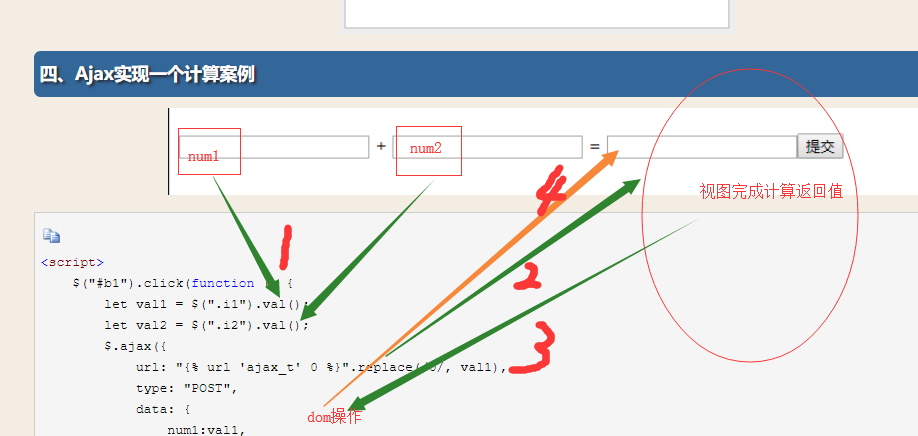 四、Ajax实现一个计算案例
num1 + num2 = 提交
视图完成计算返回值
4
1
2
3
<script>
$("#b1").click(function () {
let val1 = $(".i1").val();
let val2 = $(".i2").val();
$.ajax({
url: "{% url 'ajax_t' 0 %}".replace(/0/, val1),
type: "POST",
data: {
dom操作
num1:val1,